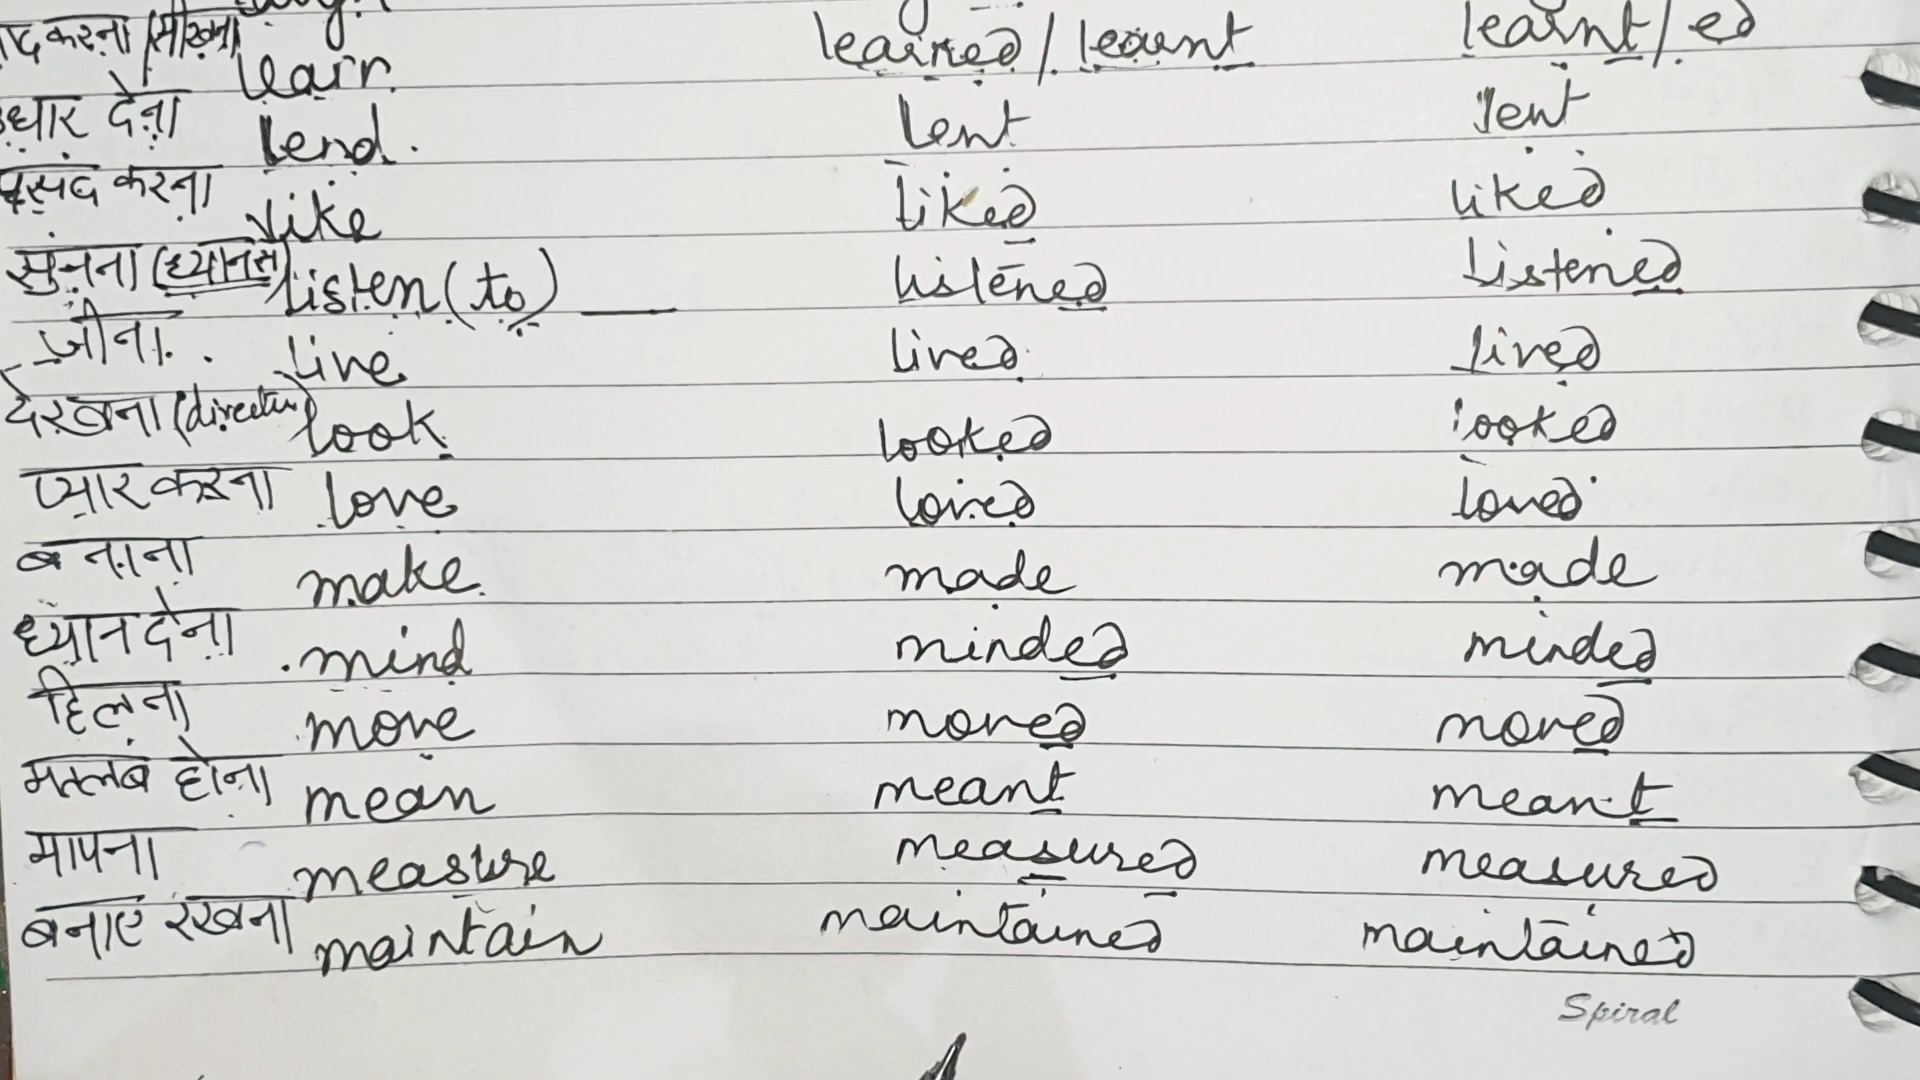 करना / सीखना learn learned / learnt learnt / ed
उधार देना lend. lent lent
पसंद करना like liked liked
सुनना (ध्यान से) listen (to) — listened listened
जीना. live lived lived
देखना look looked looked
प्यार करना love loved loved
बनाना make made made
ध्यान देना mind minded minded
हिलना move moved moved
मतलब होना mean meant meant
मापना measure measured measured
बनाए रखना maintain maintained maintained
Spiral